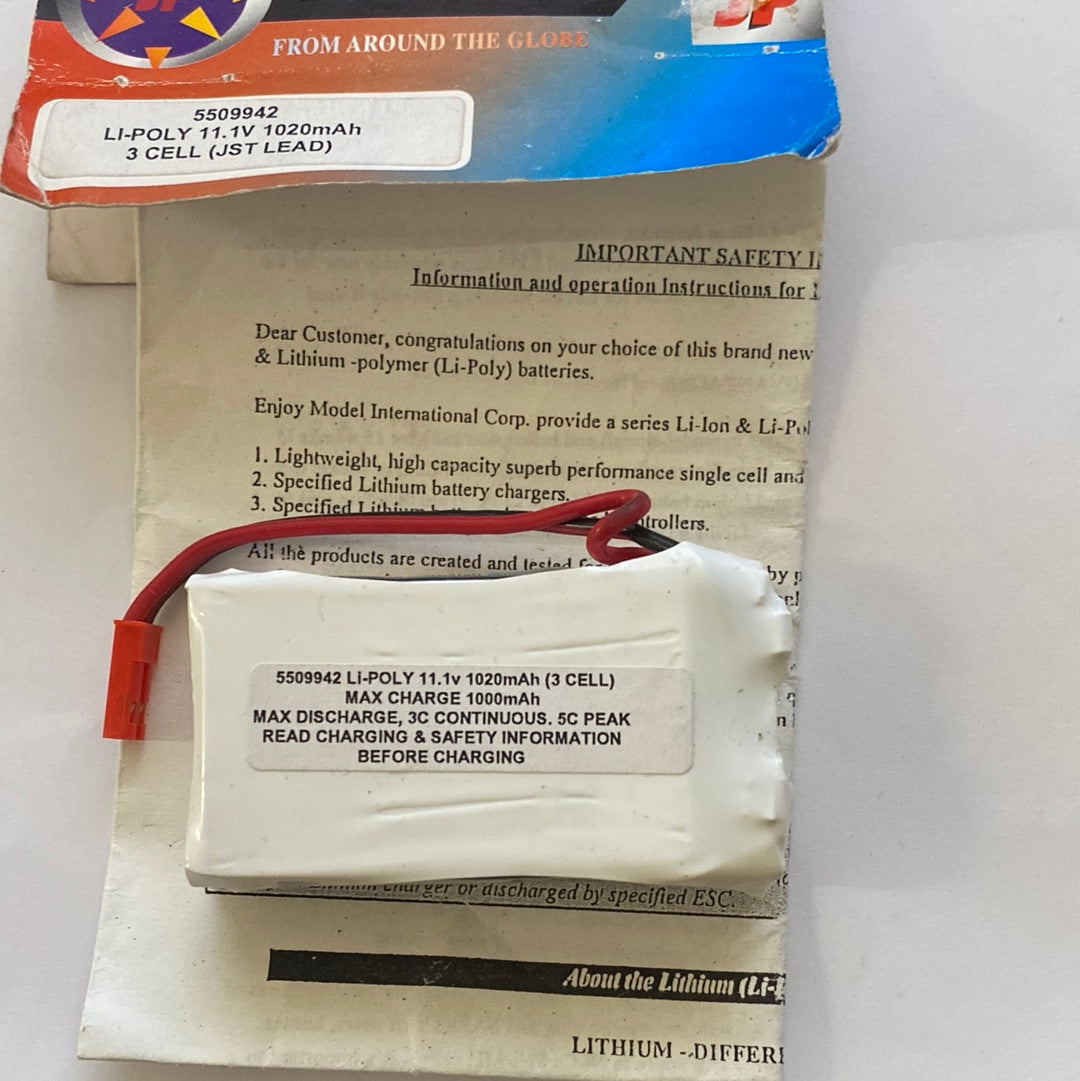 FROM AROUND THE GLOBE
5509942
LI-POLY 11.1V 1020mAh
3 CELL (JST LEAD)
IMPORTANT SAFETY
Information and operation Instructions for
Dear Customer, congratulations on your choice of this brand new
& Lithium -polymer (Li-Poly) batteries.
Enjoy Model International Corp. provide a series Li-Ion & Li-Pol
1. Lightweight, high capacity superb performance single cell and
2. Specified Lithium battery chargers.
3. Specified Lithium
All the products are created and tested
by
5509942 Li-POLY 11.1v 1020mAh (3 CELL)
MAX CHARGE 1000mAh
MAX DISCHARGE, 3C CONTINUOUS. 5C PEAK
READ CHARGING & SAFETY INFORMATION
BEFORE CHARGING
charger or discharged by specified ESC.
About the Lithium (Li-
LITHIUM -.DIFFER